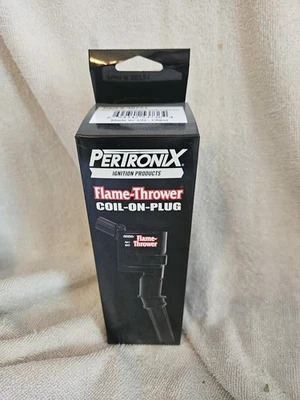 PERTRONIX
IGNITION PRODUCTS
Flame-Thrower
COIL-ON-PLUG
Flame-
Thrower